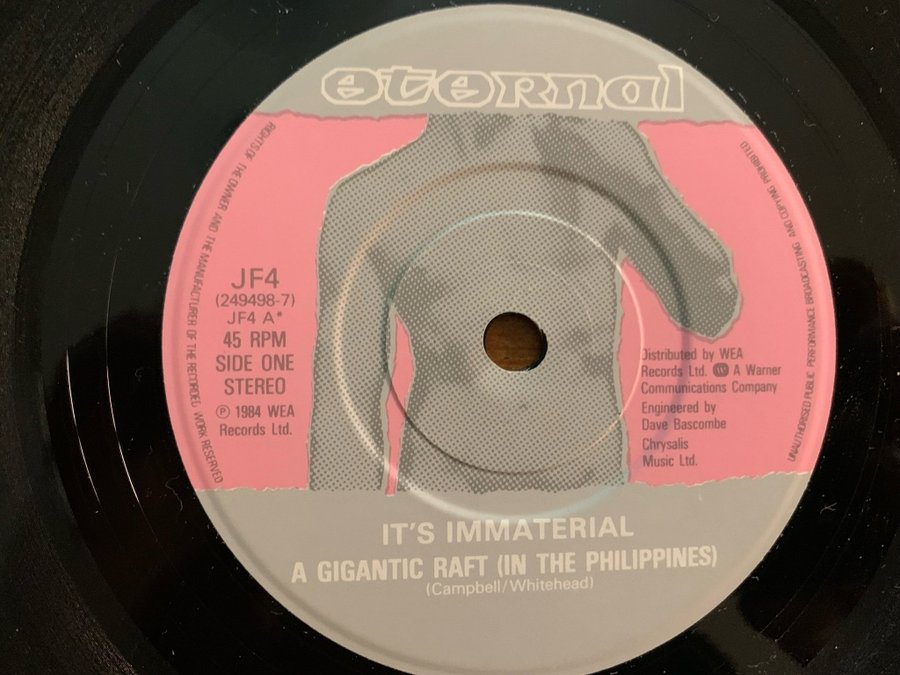 eternal
RIGHTS OF THE OWNER AND THE MANUFACTURER OF THE RECORDED WORK RESERVED
UNAUTHORISED PUBLIC PERFORMANCE BROADCASTING AND COPYING PROHIBITED
JF4
(249498-7)
JF4 A*
45 RPM
SIDE ONE
STEREO
℗ 1984 WEA
Records Ltd.
Distributed by WEA
Records Ltd. A Warner
Communications Company
Engineered by
Dave Bascombe
Chrysalis
Music Ltd.
IT'S IMMATERIAL
A GIGANTIC RAFT (IN THE PHILIPPINES)
(Campbell/Whitehead)